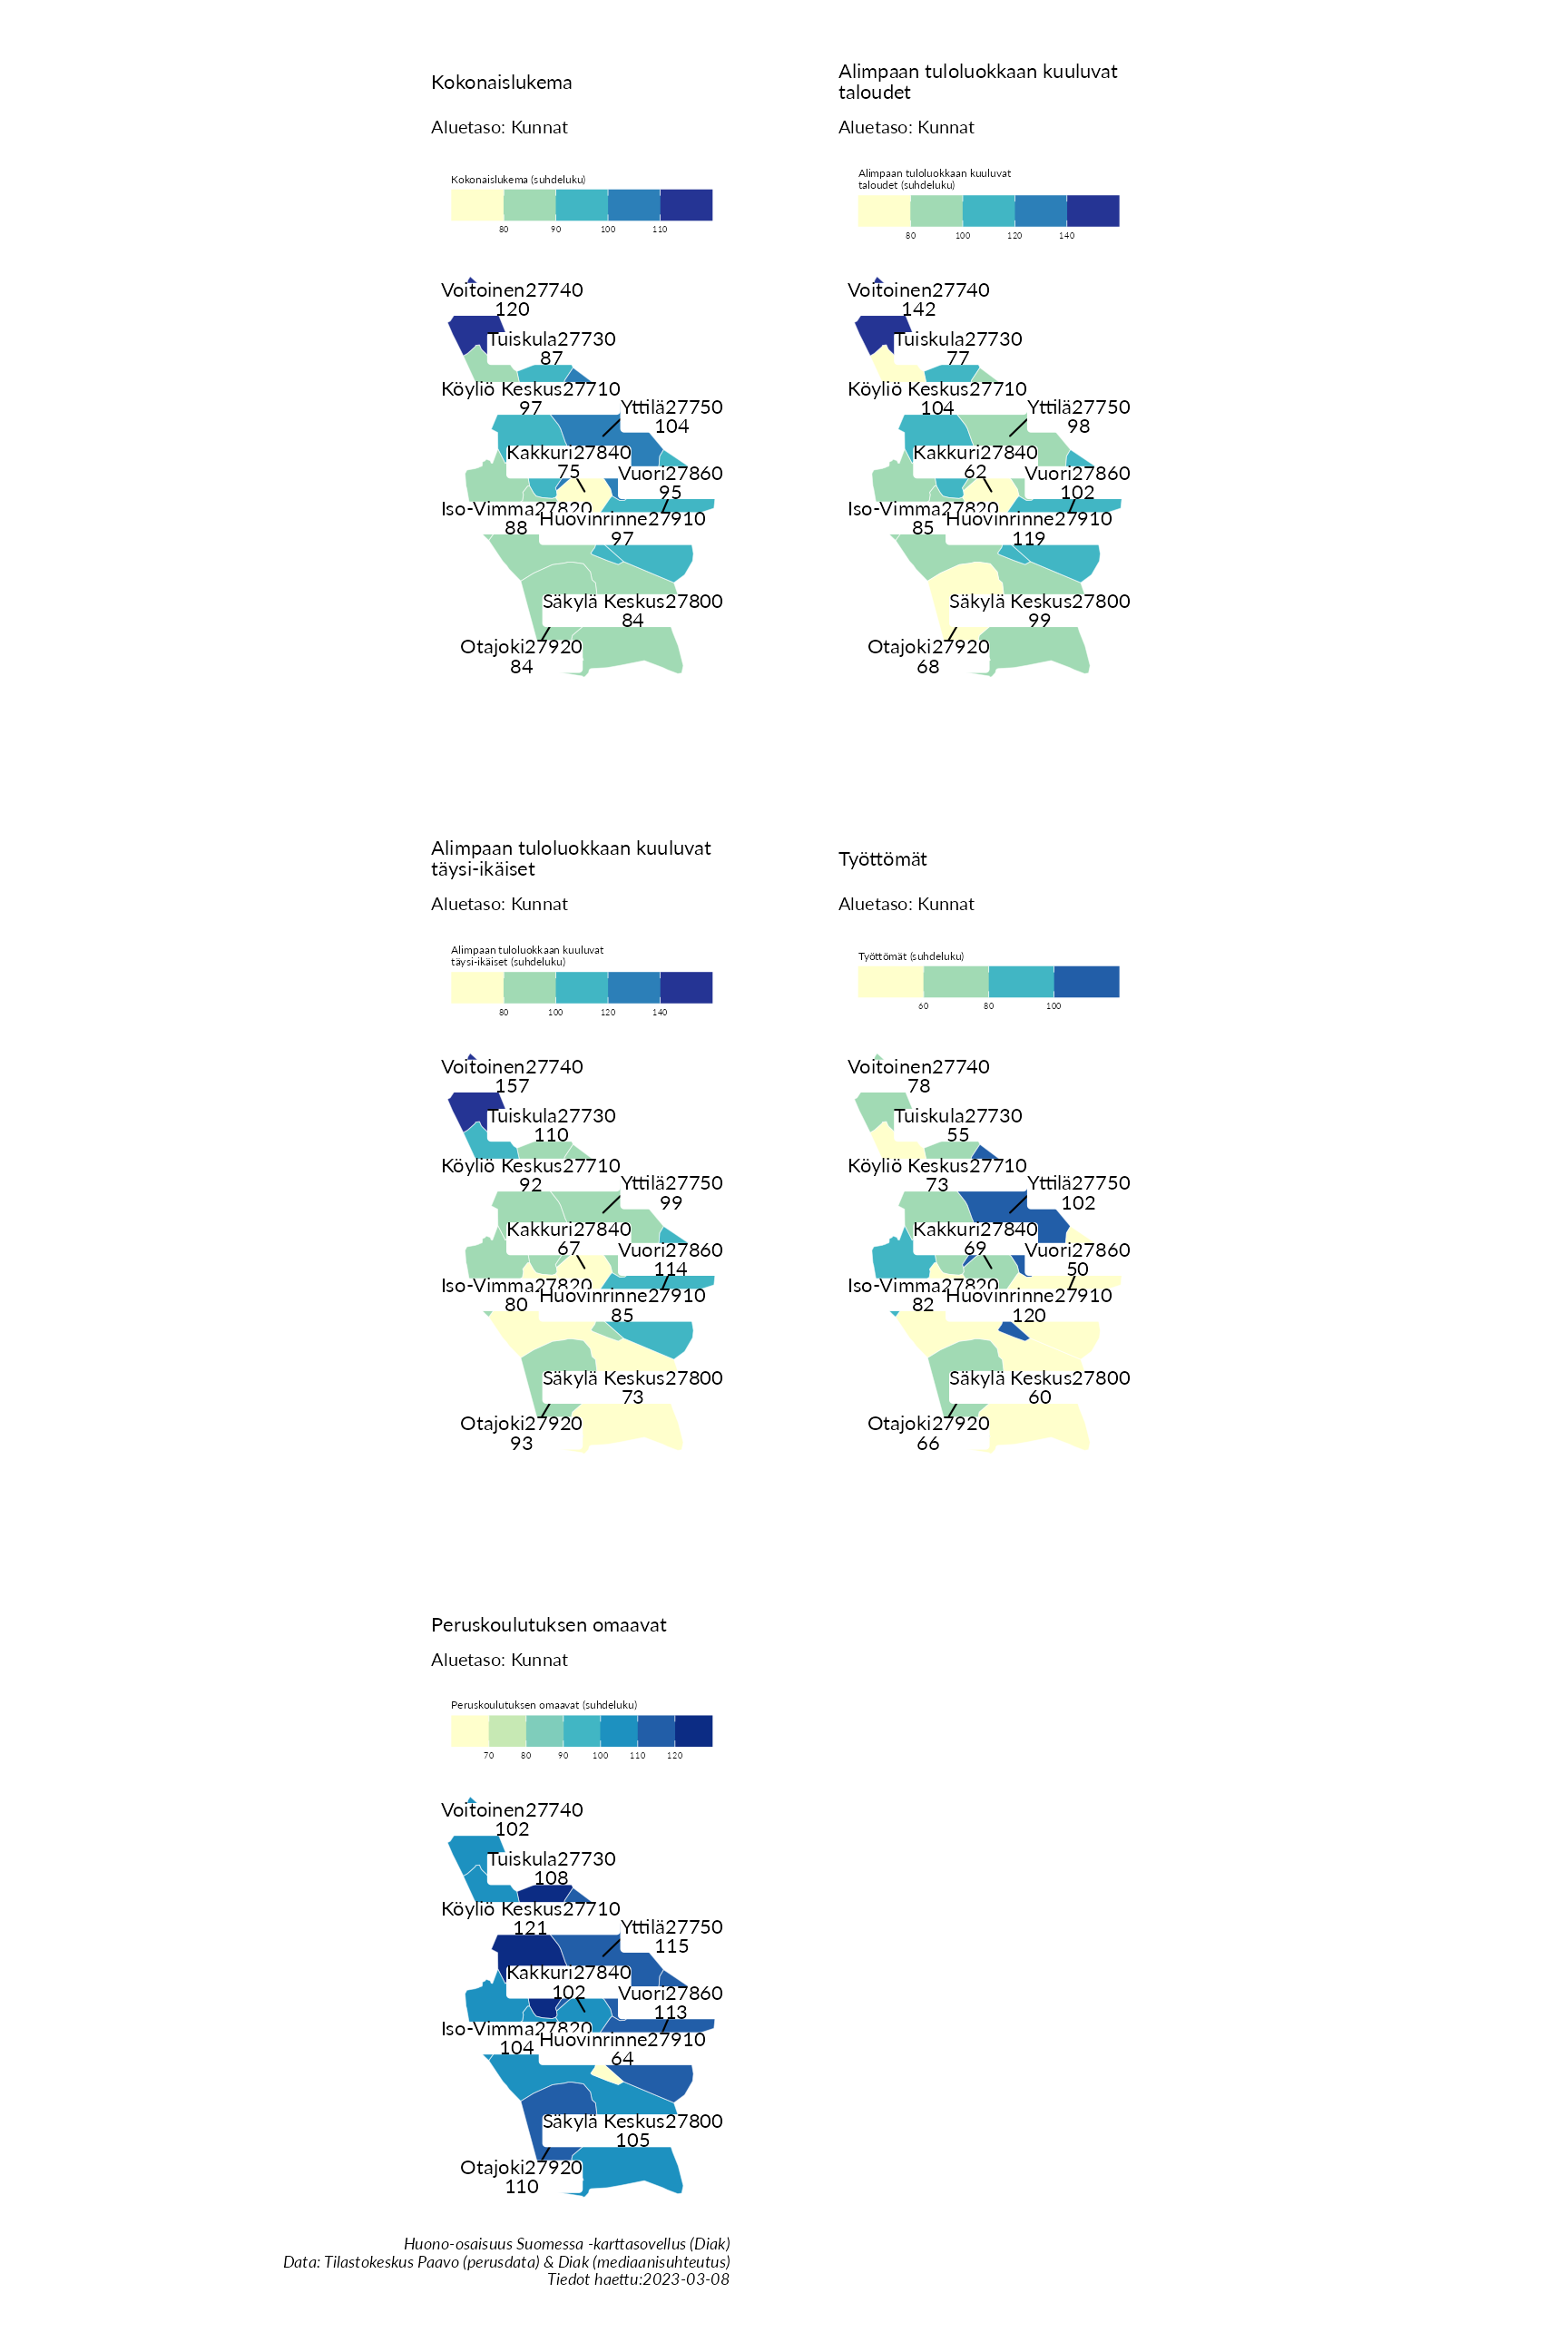 Kokonaislukema
Aluetaso: Kunnat
Kokonaislukema (suhdeluku)
80 90 100 110
Voitoinen27740
120
Tuiskula27730
87
Köyliö Keskus27710
97
Yttilä27750
104
Kakkuri27840
75
Vuori27860
95
Iso-Vimma27820
88
Huovinrinne27910
97
Säkylä Keskus27800
84
Otajoki27920
84
Alimpaan tuloluokkaan kuuluvat
taloudet
Aluetaso: Kunnat
Alimpaan tuloluokkaan kuuluvat
taloudet (suhdeluku)
80 100 120 140
Voitoinen27740
142
Tuiskula27730
77
Köyliö Keskus27710
104
Yttilä27750
98
Kakkuri27840
62
Vuori27860
102
Iso-Vimma27820
85
Huovinrinne27910
119
Säkylä Keskus27800
99
Otajoki27920
68
Alimpaan tuloluokkaan kuuluvat
täysi-ikäiset
Aluetaso: Kunnat
Alimpaan tuloluokkaan kuuluvat
täysi-ikäiset (suhdeluku)
80 100 120 140
Voitoinen27740
157
Tuiskula27730
110
Köyliö Keskus27710
92
Yttilä27750
99
Kakkuri27840
67
Vuori27860
114
Iso-Vimma27820
80
Huovinrinne27910
85
Säkylä Keskus27800
73
Otajoki27920
93
Työttömät
Aluetaso: Kunnat
Työttömät (suhdeluku)
60 80 100
Voitoinen27740
78
Tuiskula27730
55
Köyliö Keskus27710
73
Yttilä27750
102
Kakkuri27840
69
Vuori27860
50
Iso-Vimma27820
82
Huovinrinne27910
120
Säkylä Keskus27800
60
Otajoki27920
66
Peruskoulutuksen omaavat
Aluetaso: Kunnat
Peruskoulutuksen omaavat (suhdeluku)
70 80 90 100 110 120
Voitoinen27740
102
Tuiskula27730
108
Köyliö Keskus27710
121
Yttilä27750
115
Kakkuri27840
102
Vuori27860
113
Iso-Vimma27820
104
Huovinrinne27910
64
Säkylä Keskus27800
105
Otajoki27920
110
Huono-osaisuus Suomessa -karttasovellus (Diak)
Data: Tilastokeskus Paavo (perusdata) & Diak (mediaanisuhteutus)
Tiedot haettu:2023-03-08